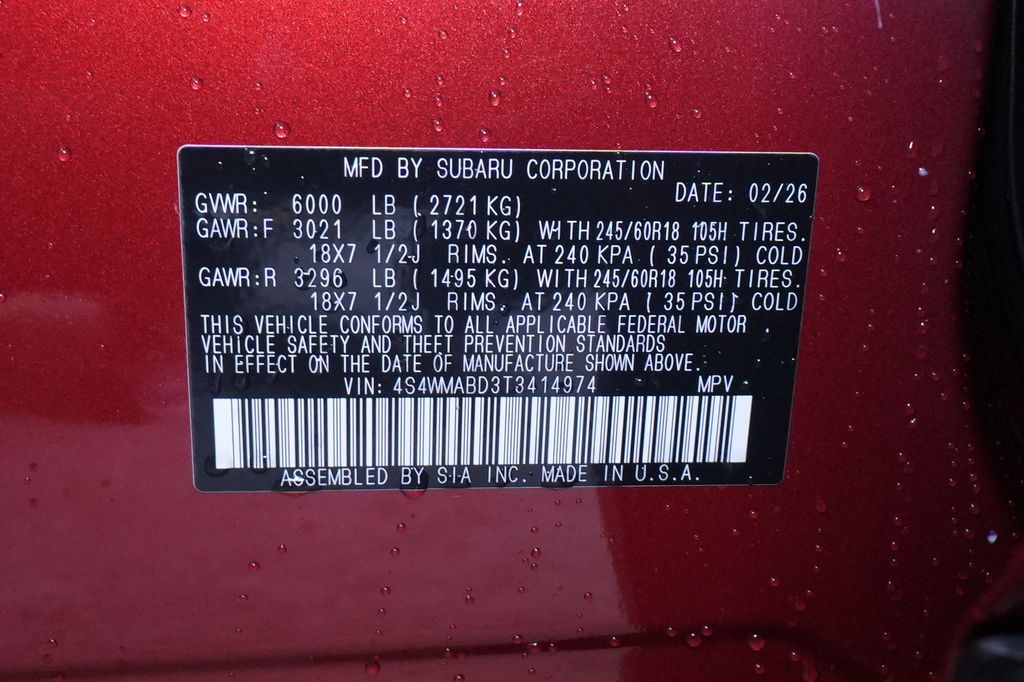 MFD BY SUBARU CORPORATION
DATE: 02/26
GVWR: 6000 LB (2721 KG)
GAWR:F 3021 LB (1370 KG) WITH 245/60R18 105H TIRES.
18X7 1/2J RIMS. AT 240 KPA (35 PSI) COLD
GAWR:R 3296 LB (1495 KG) WITH 245/60R18 105H TIRES.
18X7 1/2J RIMS. AT 240 KPA (35 PSI) COLD
THIS VEHICLE CONFORMS TO ALL APPLICABLE FEDERAL MOTOR .
VEHICLE SAFETY AND THEFT PREVENTION STANDARDS
IN EFFECT ON THE DATE OF MANUFACTURE SHOWN ABOVE.
VIN: 4S4WMABD3T3414974 MPV
ASSEMBLED BY S-I-A INC. MADE IN U.S.A.